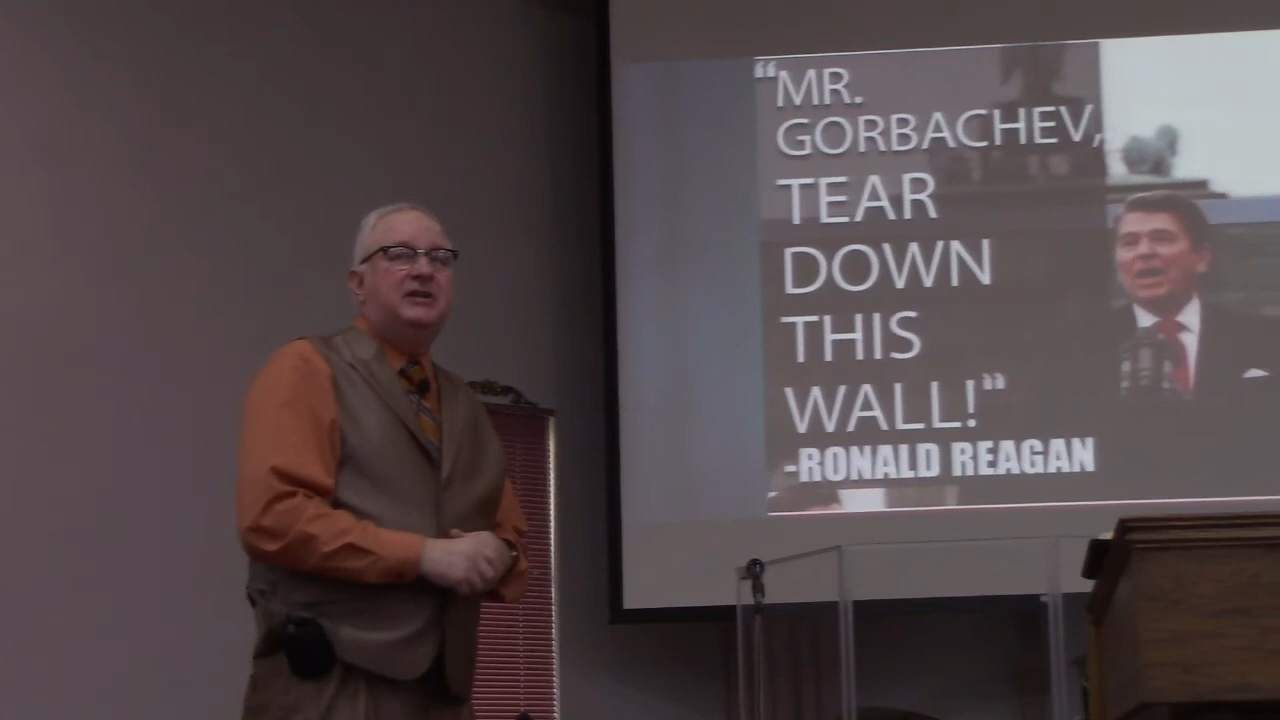 “MR.
GORBACHEV,
TEAR
DOWN
THIS
WALL!“
-RONALD REAGAN